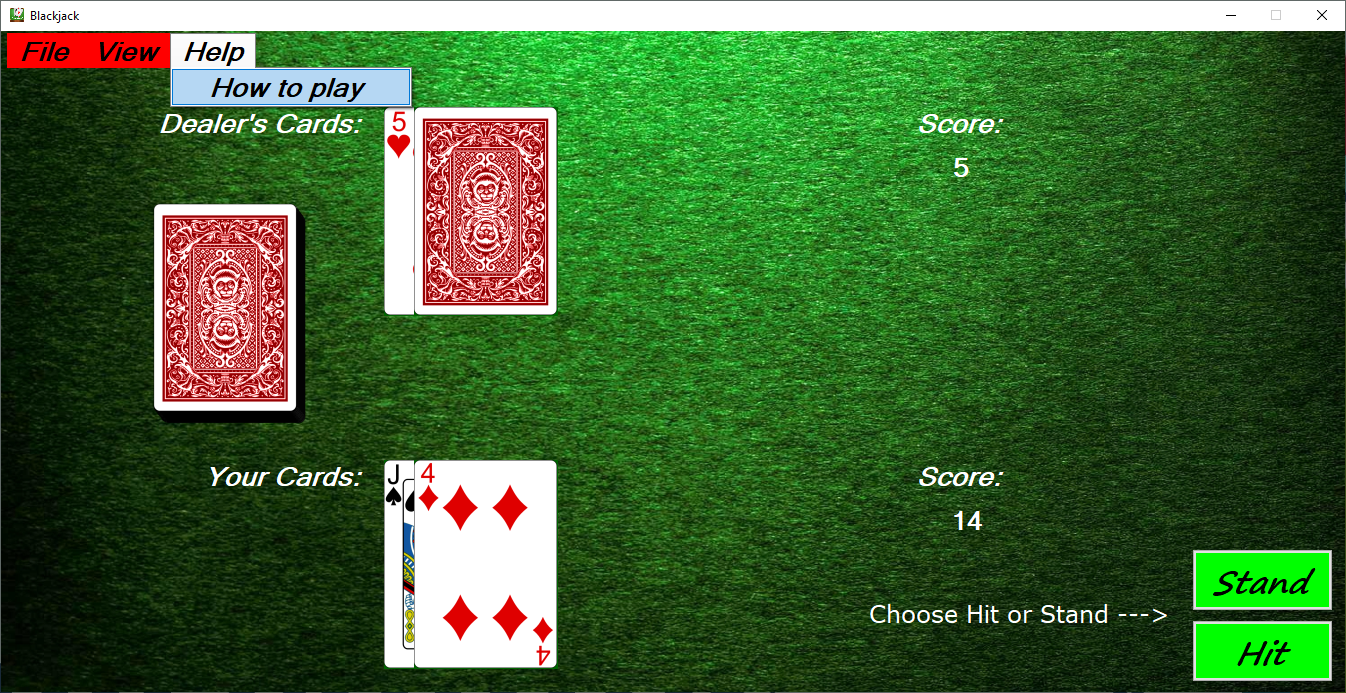 Blackjack
File View Help
How to play
Dealer's Cards:
5
Score:
5
Your Cards:
J
4
4
Score:
14
Choose Hit or Stand --->
Stand
Hit